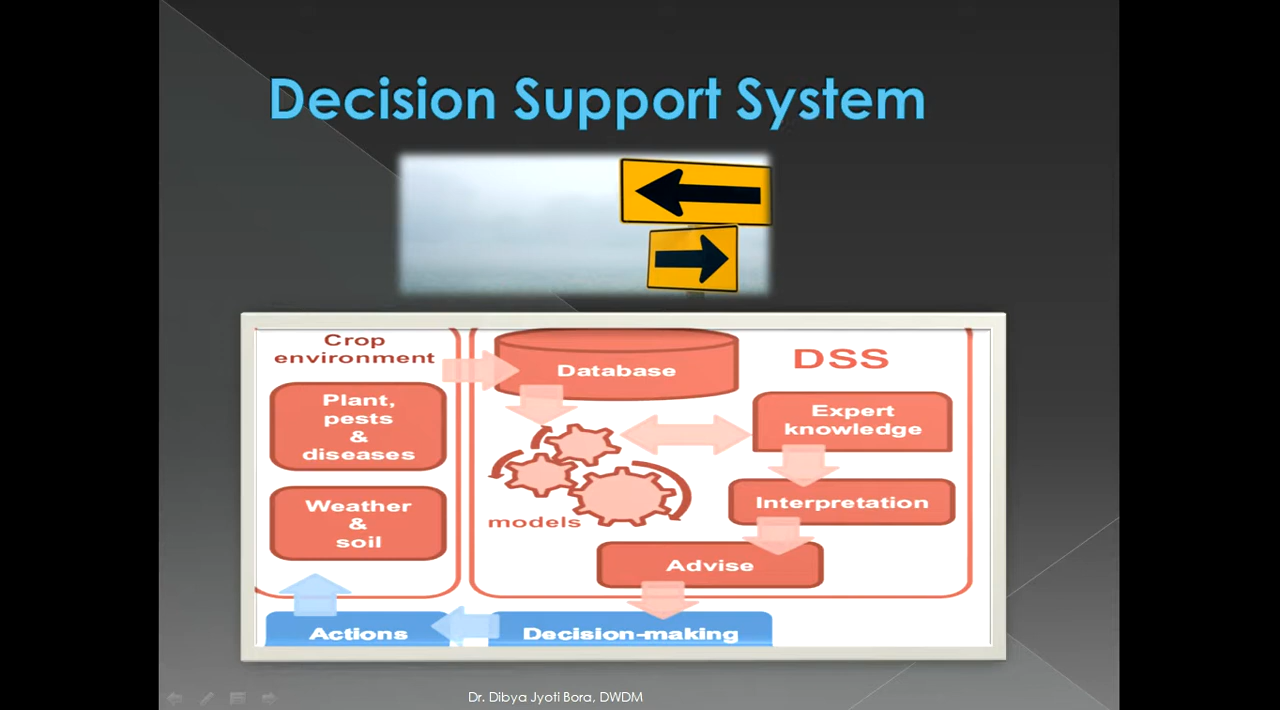 Decision Support System
Crop
environment
Plant,
pests
&
diseases
Weather
&
soil
Database
DSS
Expert
knowledge
models
Interpretation
Advise
Actions
Decision-making
Dr. Dibya Jyoti Bora, DWDM